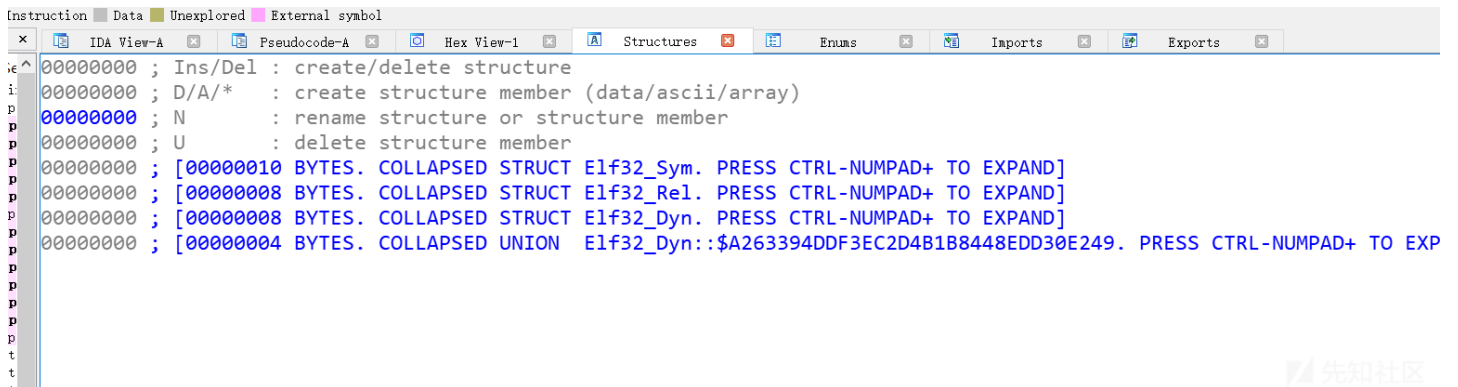 Instruction Data Unexplored External symbol
IDA View-A Pseudocode-A Hex View-1 Structures Enums Imports Exports
00000000 ; Ins/Del : create/delete structure
00000000 ; D/A/* : create structure member (data/ascii/array)
00000000 ; N : rename structure or structure member
00000000 ; U : delete structure member
00000000 ; [00000010 BYTES. COLLAPSED STRUCT Elf32_Sym. PRESS CTRL-NUMPAD+ TO EXPAND]
00000000 ; [00000008 BYTES. COLLAPSED STRUCT Elf32_Rel. PRESS CTRL-NUMPAD+ TO EXPAND]
00000000 ; [00000008 BYTES. COLLAPSED STRUCT Elf32_Dyn. PRESS CTRL-NUMPAD+ TO EXPAND]
00000000 ; [00000004 BYTES. COLLAPSED UNION Elf32_Dyn::$A263394DDF3EC2D4B1B8448EDD30E249. PRESS CTRL-NUMPAD+ TO EXP
先知社区